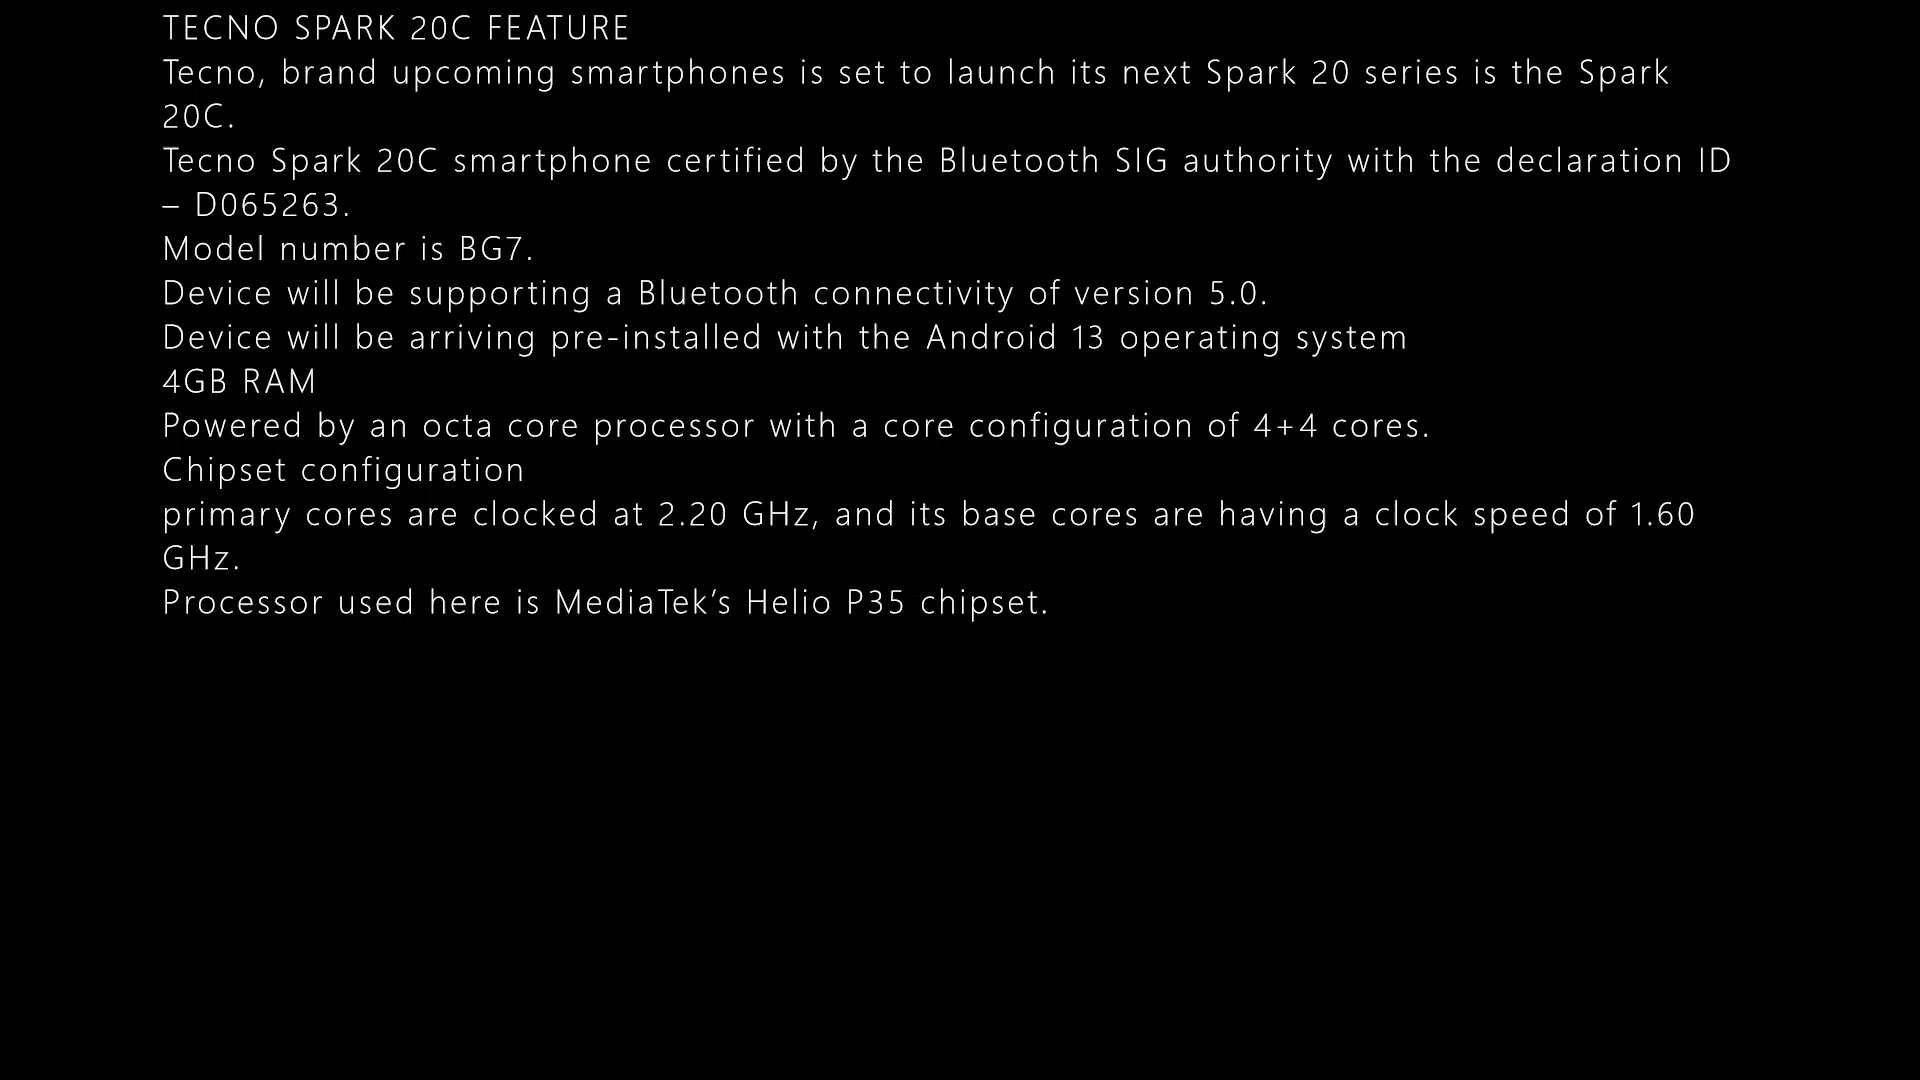 TECNO SPARK 20C FEATURE
Tecno, brand upcoming smartphones is set to launch its next Spark 20 series is the Spark
20C.
Tecno Spark 20C smartphone certified by the Bluetooth SIG authority with the declaration ID
– D065263.
Model number is BG7.
Device will be supporting a Bluetooth connectivity of version 5.0.
Device will be arriving pre-installed with the Android 13 operating system
4GB RAM
Powered by an octa core processor with a core configuration of 4+4 cores.
Chipset configuration
primary cores are clocked at 2.20 GHz, and its base cores are having a clock speed of 1.60
GHz.
Processor used here is MediaTek’s Helio P35 chipset.